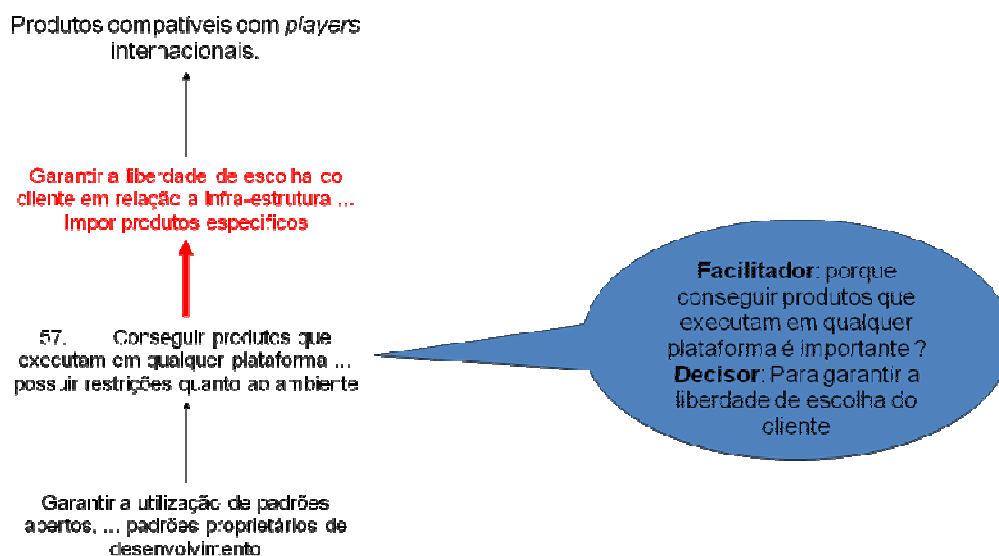 Produtos compatíveis com players
internacionais.
Garantir a liberdade de escolha do
cliente em relação a infra-estrutura ...
Impor produtos específicos
57. Conseguir produtos que
executam em qualquer plataforma ...
possuir restrições quanto ao ambiente
Garantir a utilização de padrões
abertos, ... padrões proprietários de
desenvolvimento
Facilitador: porque
conseguir produtos que
executam em qualquer
plataforma é importante ?
Decisor: Para garantir a
liberdade de escolha do
cliente